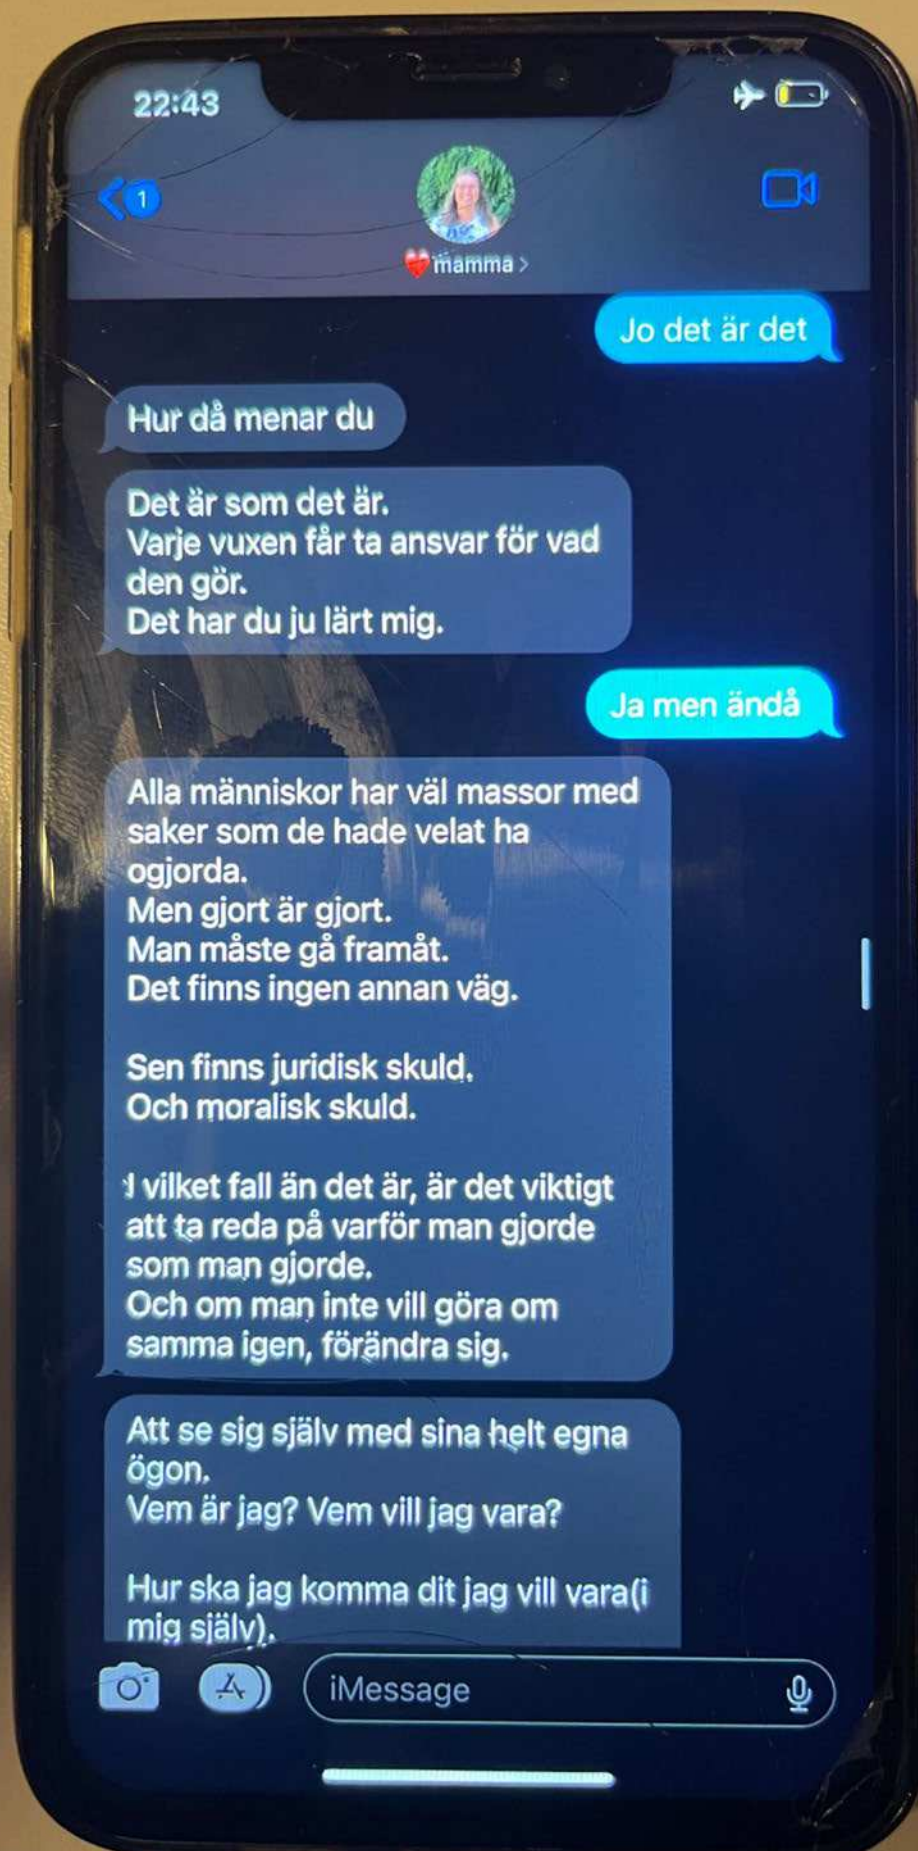 22:43
1
mamma >
Jo det är det
Hur då menar du
Det är som det är.
Varje vuxen får ta ansvar för vad
den gör.
Det har du ju lärt mig.
Ja men ändå
Alla människor har väl massor med
saker som de hade velat ha
ogjorda.
Men gjort är gjort.
Man måste gå framåt.
Det finns ingen annan väg.
Sen finns juridisk skuld.
Och moralisk skuld.
I vilket fall än det är, är det viktigt
att ta reda på varför man gjorde
som man gjorde.
Och om man inte vill göra om
samma igen, förändra sig.
Att se sig själv med sina helt egna
ögon.
Vem är jag? Vem vill jag vara?
Hur ska jag komma dit jag vill vara(i
mig själv).
iMessage